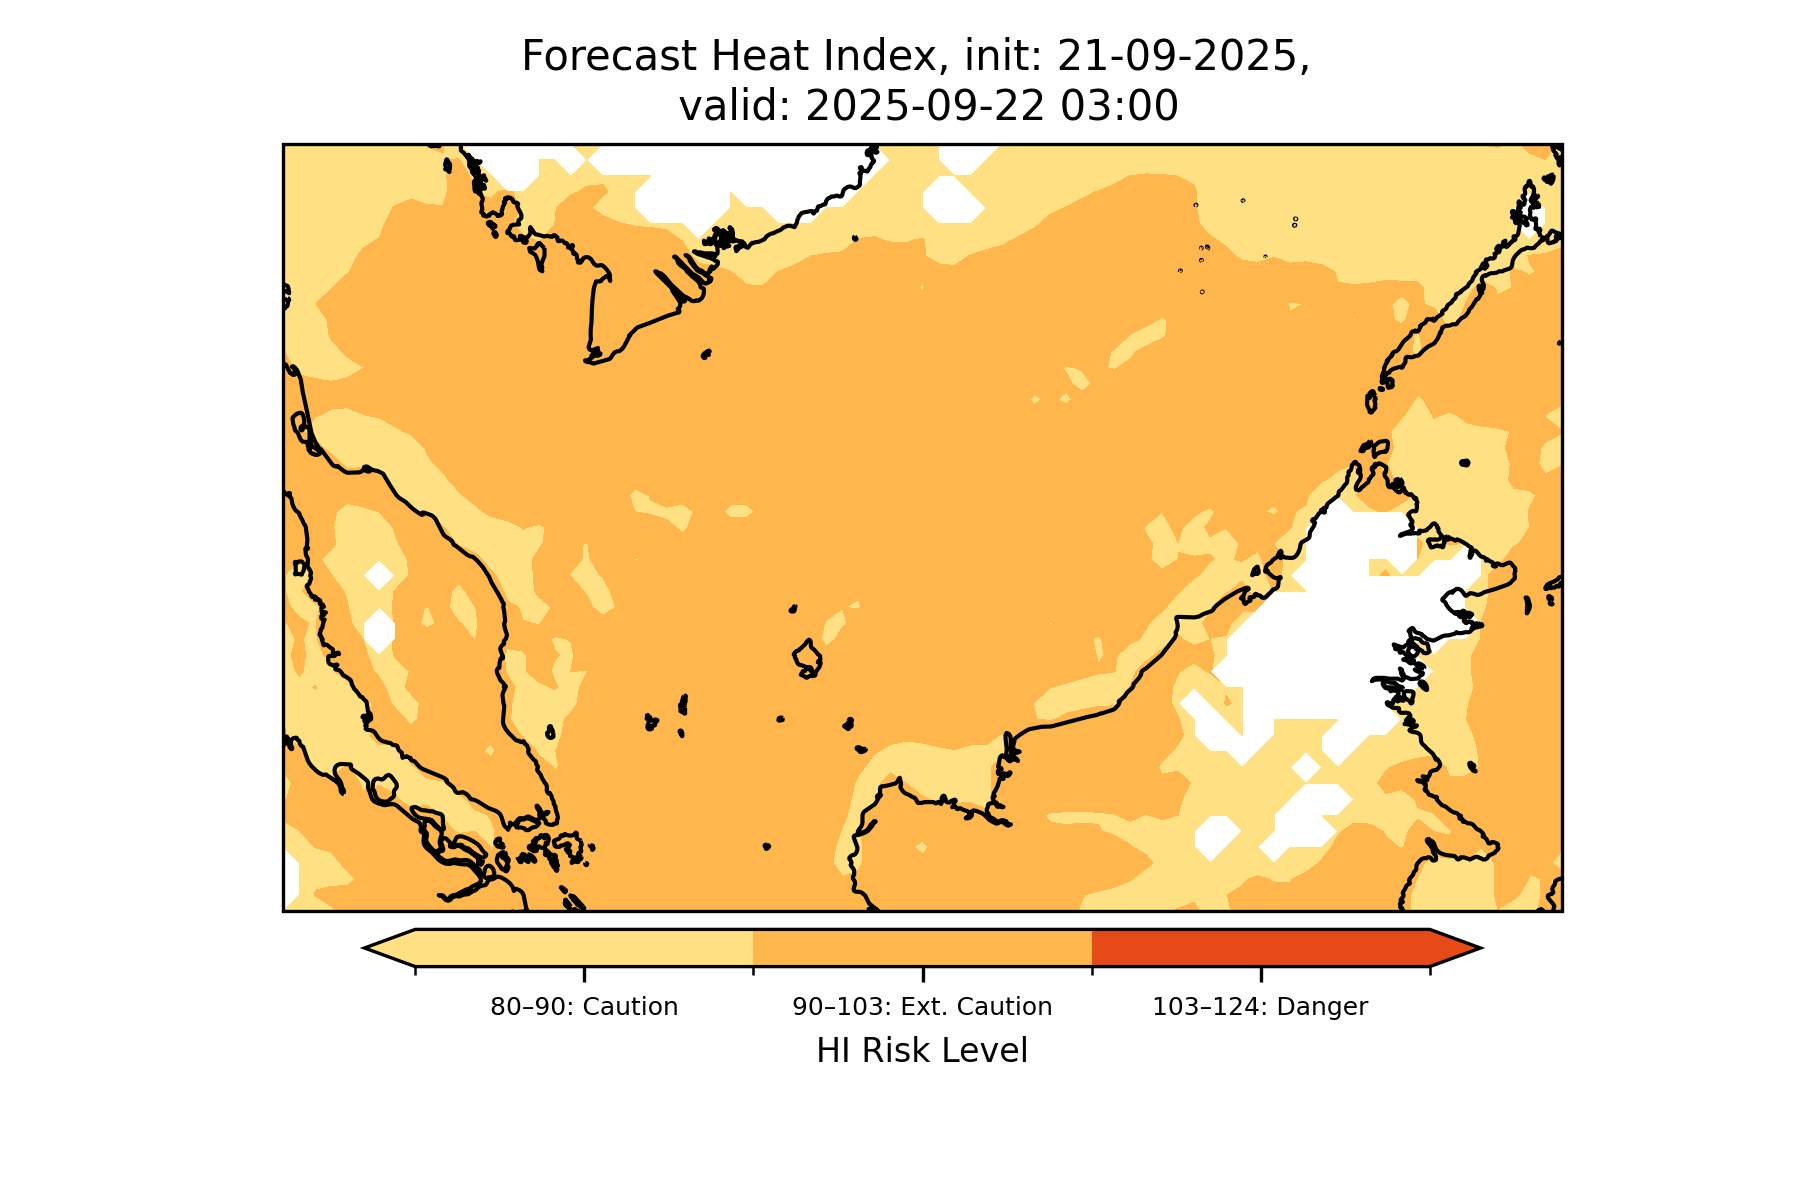 Forecast Heat Index, init: 21-09-2025,
valid: 2025-09-22 03:00
80–90: Caution
90–103: Ext. Caution
103–124: Danger
HI Risk Level